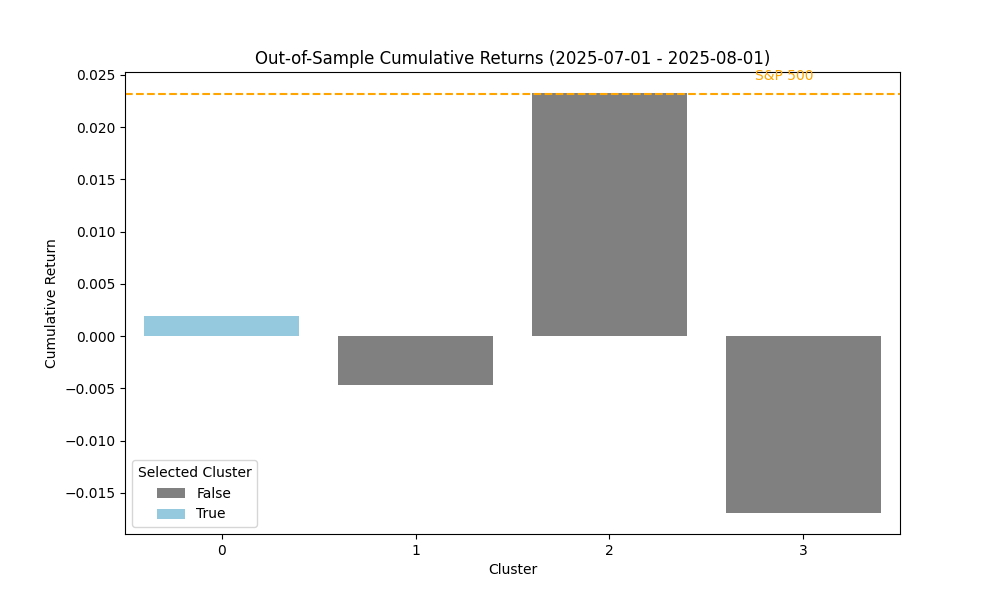 Out-of-Sample Cumulative Returns (2025-07-01 - 2025-08-01)
S&P 500
0.025
0.020
0.015
0.010
0.005
0.000
−0.005
−0.010
−0.015
Cumulative Return
Selected Cluster
False
True
0 1 2 3
Cluster